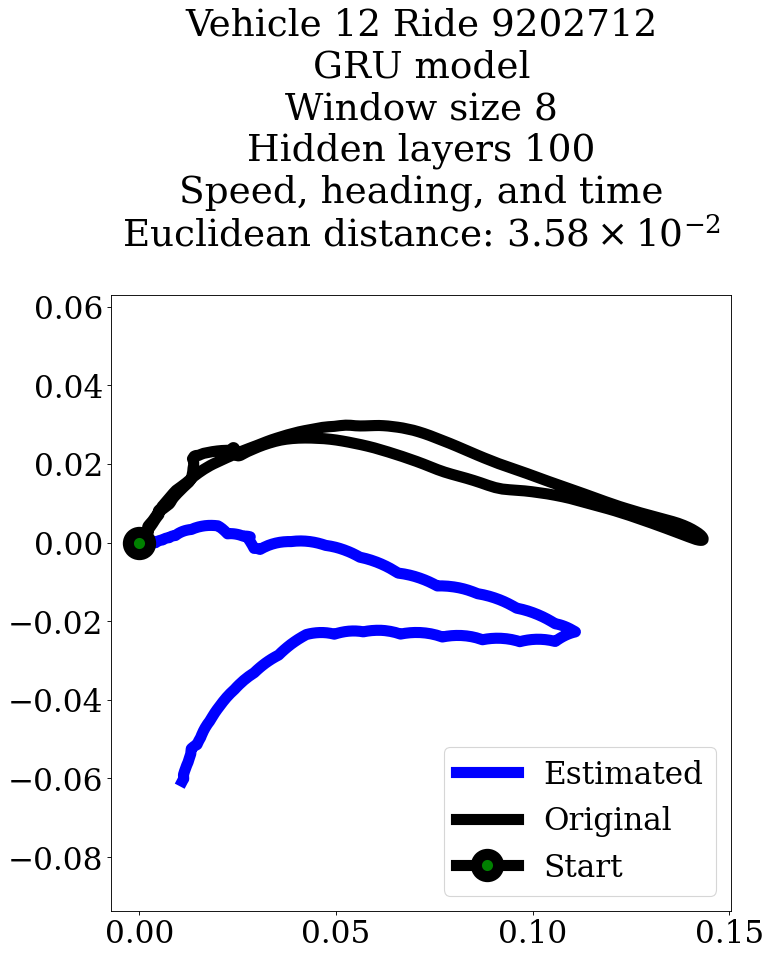 Vehicle 12 Ride 9202712
GRU model
Window size 8
Hidden layers 100
Speed, heading, and time
Euclidean distance: 3.58 × 10⁻²
0.06
0.04
0.02
0.00
−0.02
−0.04
−0.06
−0.08
Estimated
Original
Start
0.00 0.05 0.10 0.15